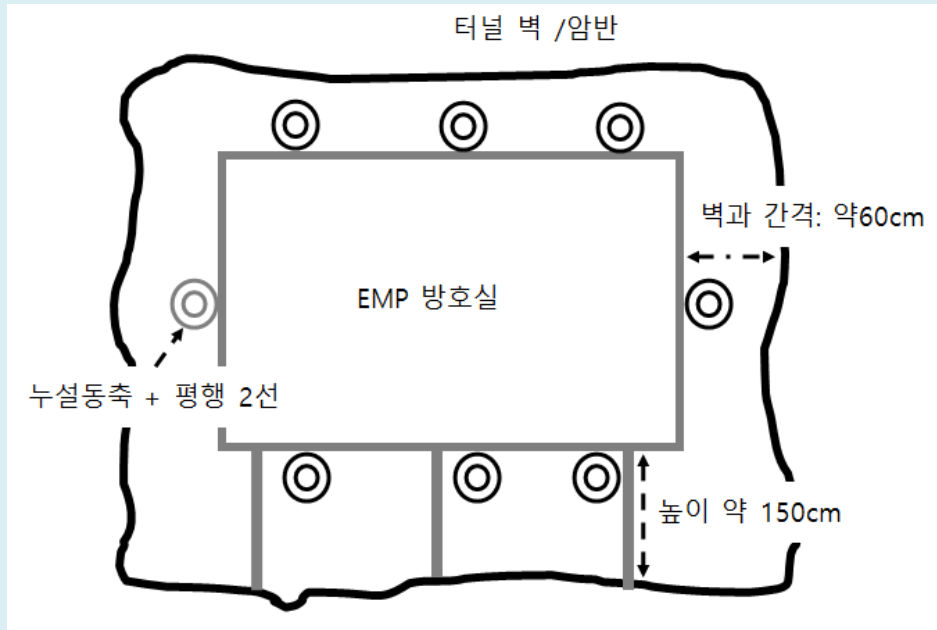 터널 벽 /암반
벽과 간격: 약60cm
EMP 방호실
누설동축 + 평행 2선
높이 약 150cm